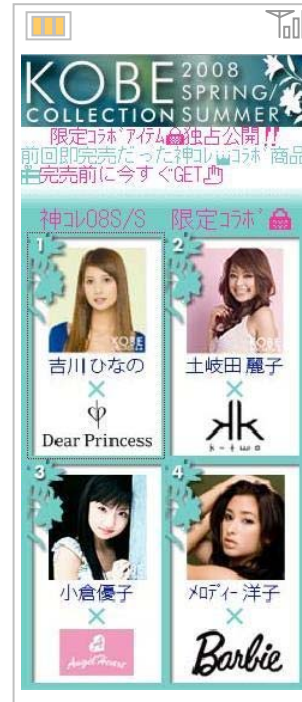 KOBE 2008
COLLECTION SPRING/
SUMMER
限定ｺﾗﾎﾞｱｲﾃﾑ独占公開!!
前回即完売だった神ｺﾚｺﾗﾎﾞ商品
完売前に今すぐGET
神ｺﾚ08S/S 限定ｺﾗﾎﾞ
1
吉川ひなの
×
Dear Princess
2
土岐田麗子
×
k-two
3
小倉優子
×
Angel Heart
4
ﾒﾛﾃﾞｨｰ洋子
×
Barbie